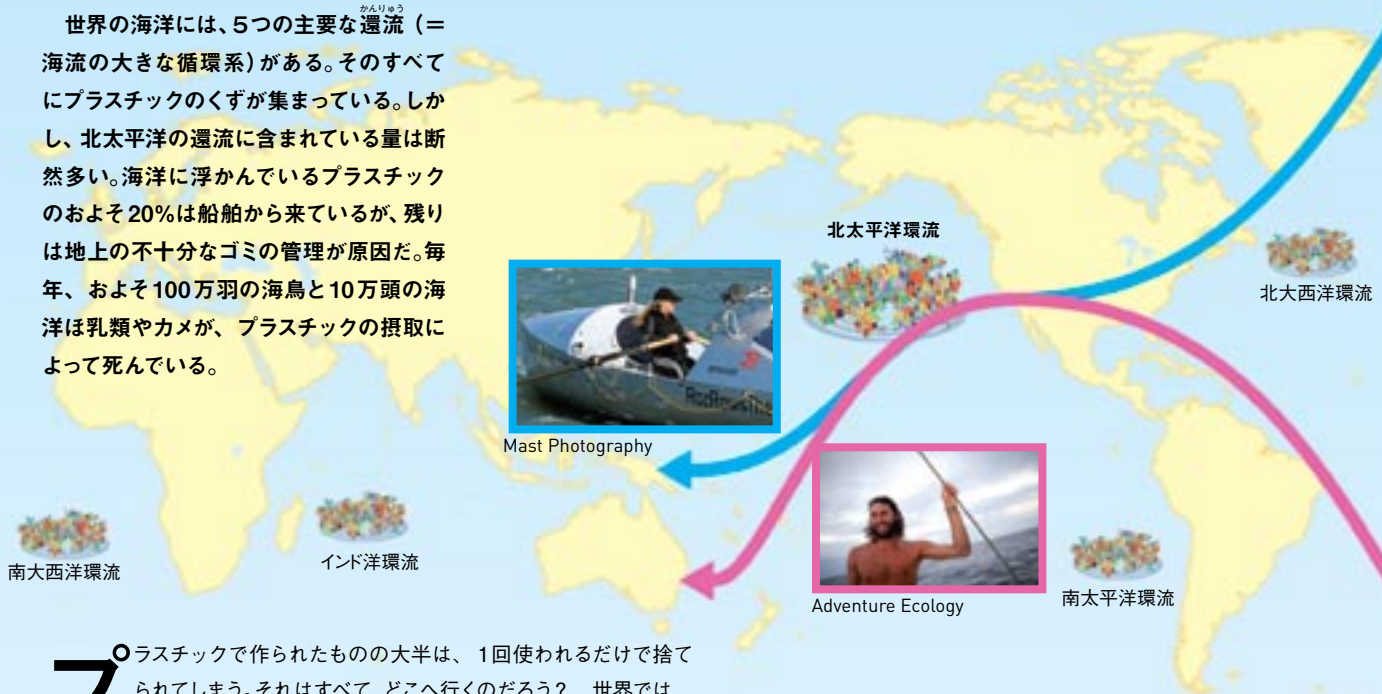 かんりゅう
世界の海洋には、5つの主要な還流（＝
海流の大きな循環系）がある。そのすべて
にプラスチックのくずが集まっている。しか
し、北太平洋の還流に含まれている量は断
然多い。海洋に浮かんでいるプラスチック
のおよそ20％は船舶から来ているが、残り
は地上の不十分なゴミの管理が原因だ。毎
年、およそ100万羽の海鳥と10万頭の海
洋ほ乳類やカメが、プラスチックの摂取に
よって死んでいる。
北太平洋環流
北大西洋環流
Mast Photography
インド洋環流
南大西洋環流
Adventure Ecology
南太平洋環流
プラスチックで作られたものの大半は、1回使われるだけで捨て
られてしまう。それはすべて、どこへ行くのだろう？　世界では